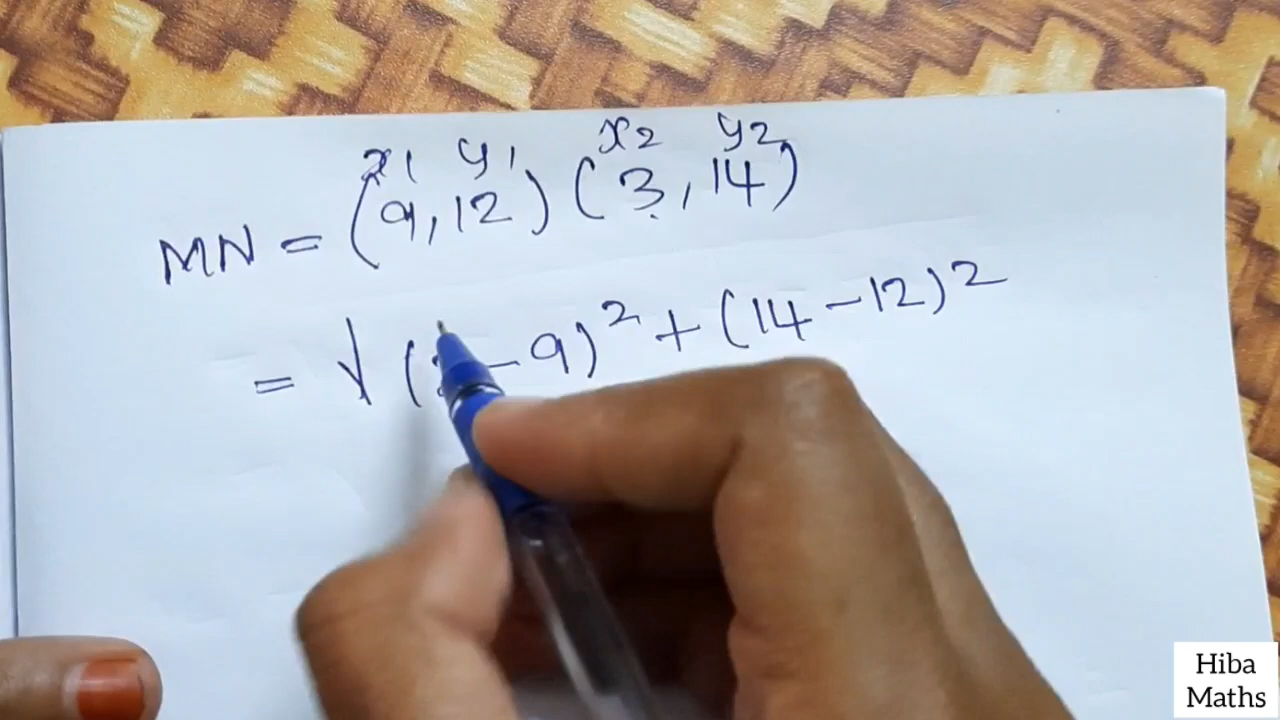 x1 y1 x2 y2
MN = (9,12) (3,14)
= √( - 9)² + (14 - 12)²
Hiba
Maths